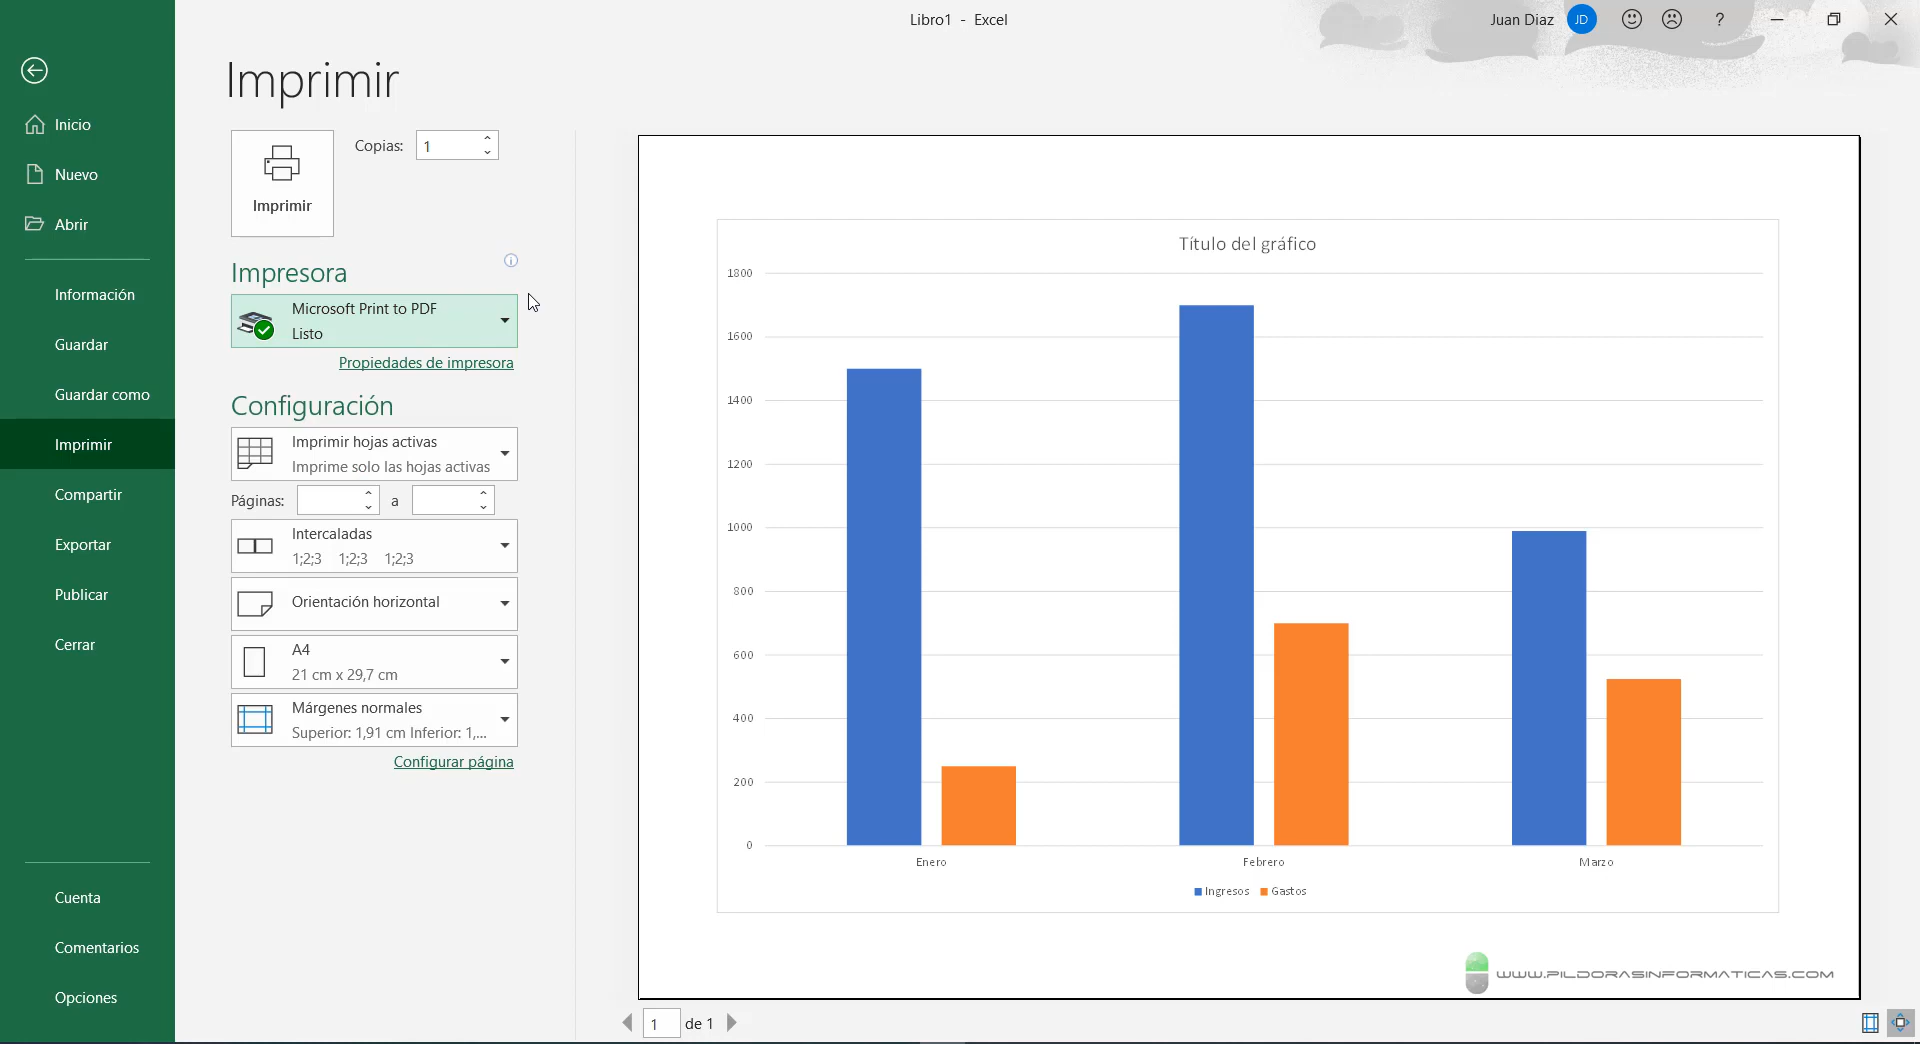 Libro1 - Excel
Juan Diaz
JD
?
Imprimir
Inicio
Nuevo
Abrir
Información
Guardar
Guardar como
Imprimir
Compartir
Exportar
Publicar
Cerrar
Cuenta
Comentarios
Opciones
Imprimir
Copias: 1
Impresora
Microsoft Print to PDF
Listo
Propiedades de impresora
Configuración
Imprimir hojas activas
Imprime solo las hojas activas
Páginas: a
Intercaladas
1;2;3 1;2;3 1;2;3
Orientación horizontal
A4
21 cm x 29,7 cm
Márgenes normales
Superior: 1,91 cm Inferior: 1,...
Configurar página
Título del gráfico
1800
1600
1400
1200
1000
800
600
400
200
0
Enero Febrero Marzo
Ingresos Gastos
WWW.PILDORASINFORMATICAS.COM
1 de 1